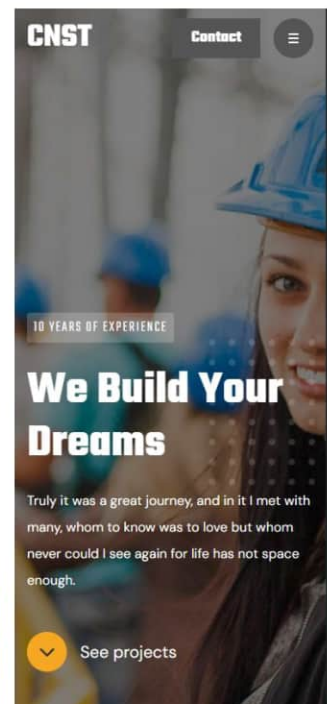 CNST
Contact
10 YEARS OF EXPERIENCE
We Build Your
Dreams
Truly it was a great journey, and in it I met with
many, whom to know was to love but whom
never could I see again for life has not space
enough.
See projects